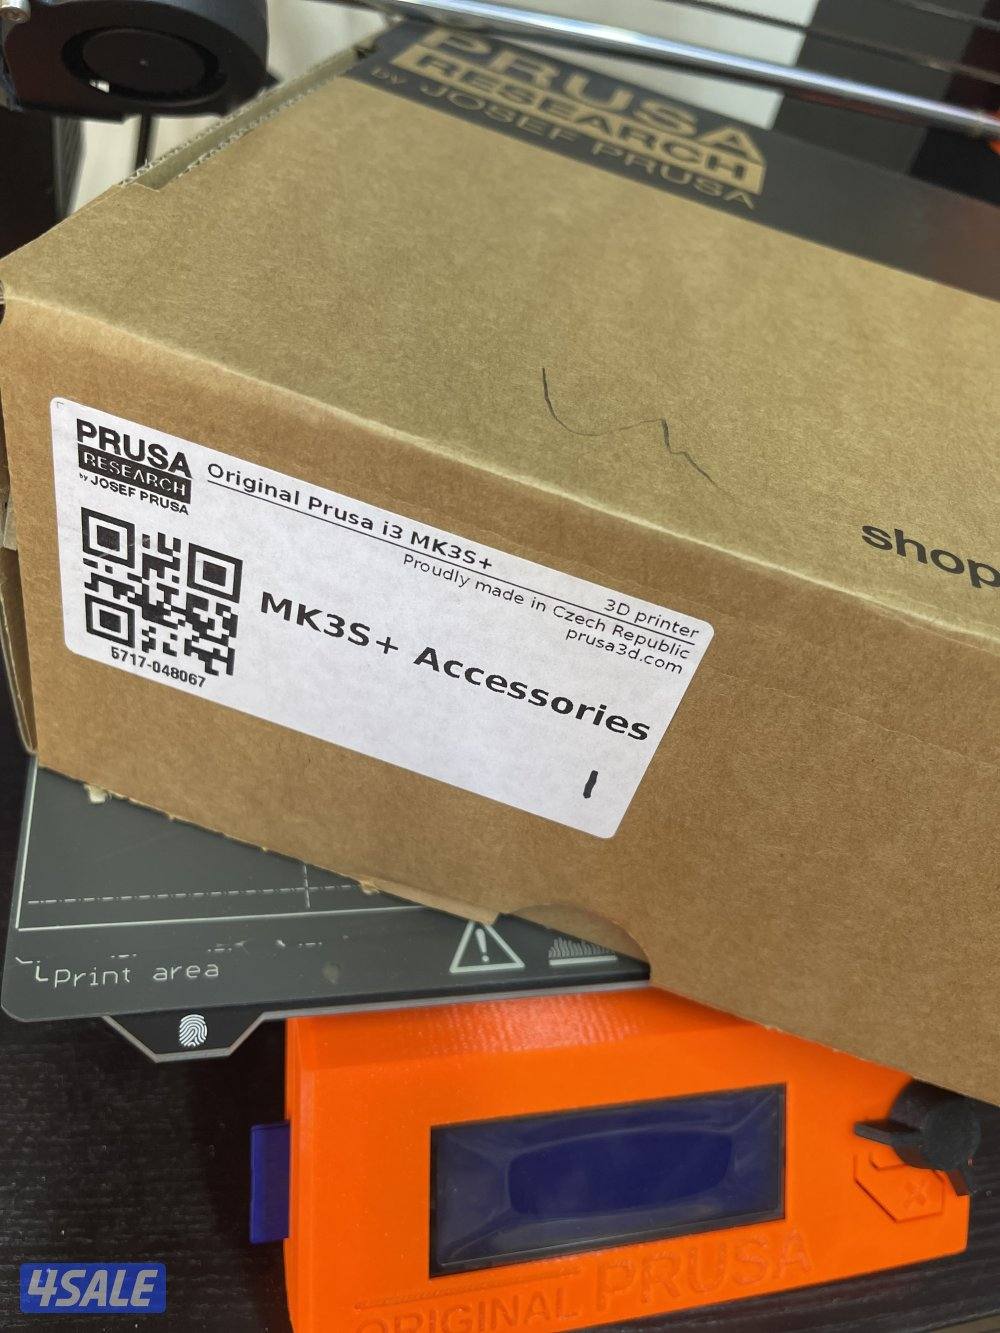 PRUSA
RESEARCH
BY JOSEF PRUSA
shop
PRUSA
RESEARCH
by JOSEF PRUSA
Original Prusa i3 MK3S+
3D printer
Proudly made in Czech Republic
prusa3d.com
MK3S+ Accessories
5717-048067
Print area
ORIGINAL PRUSA
4SALE